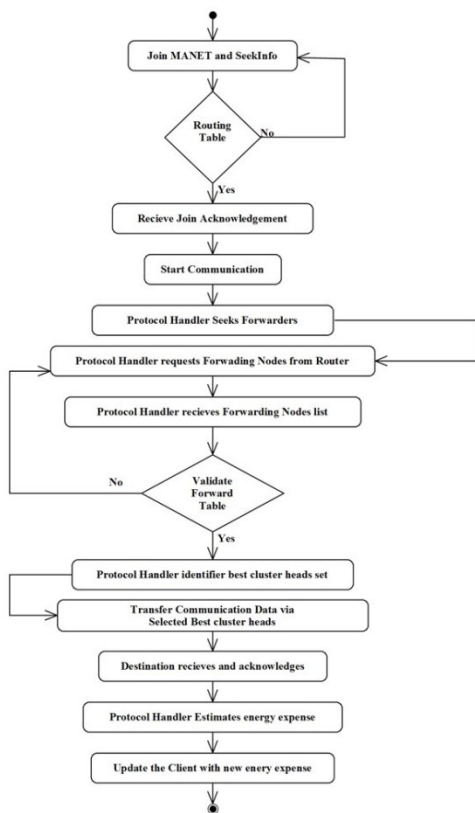 Join MANET and SeekInfo
Routing
Table
No
Yes
Recieve Join Acknowledgement
Start Communication
Protocol Handler Seeks Forwarders
Protocol Handler requests Forwading Nodes from Router
Protocol Handler recieves Forwarding Nodes list
No
Validate
Forward
Table
Yes
Protocol Handler identifier best cluster heads set
Transfer Communication Data via
Selected Best cluster heads
Destination recieves and acknowledges
Protocol Handler Estimates energy expense
Update the Client with new enery expense